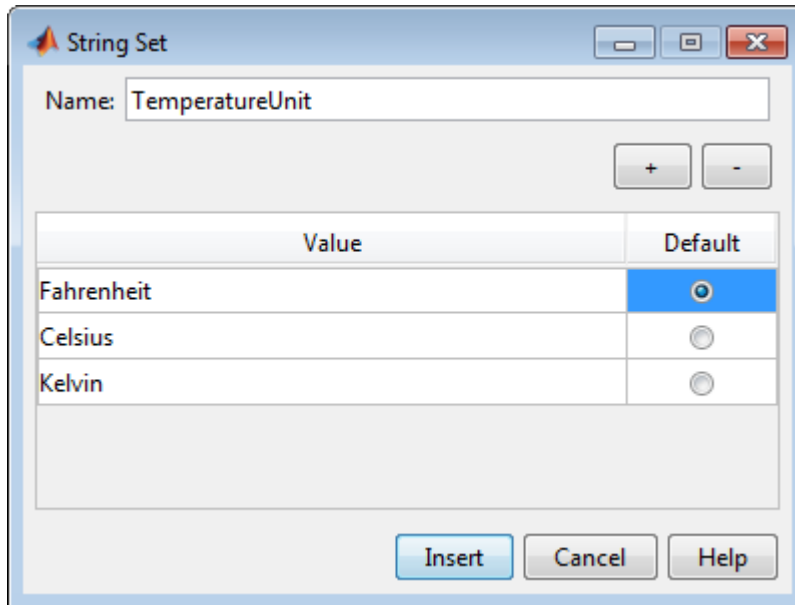 String Set
Name: TemperatureUnit
+ -
Value Default
Fahrenheit
Celsius
Kelvin
Insert Cancel Help